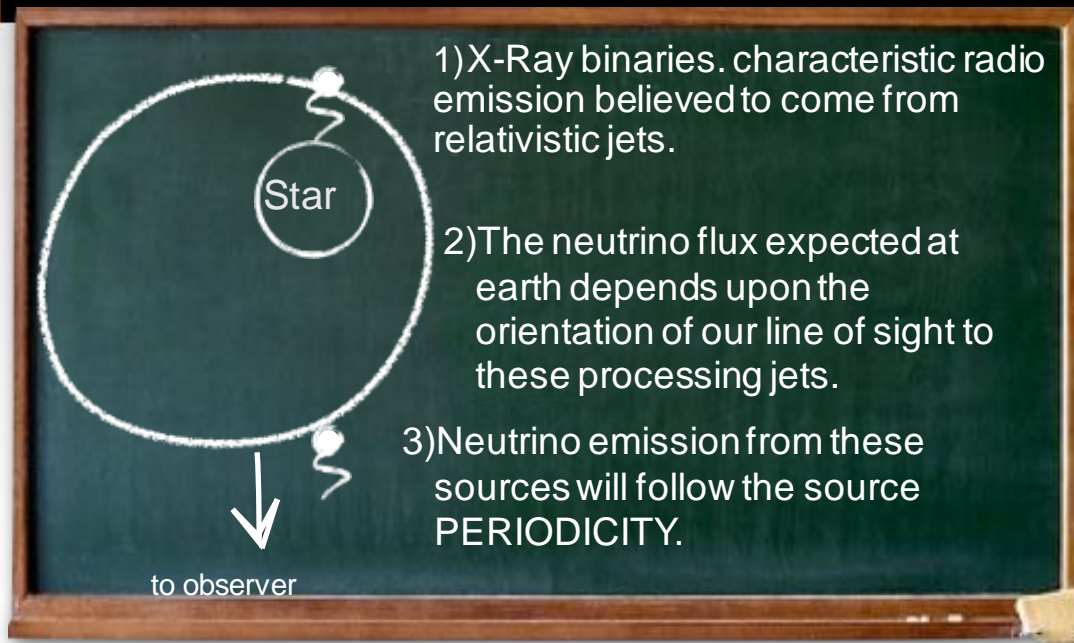 1)X-Ray binaries. characteristic radio
emission believed to come from
relativistic jets.
Star
2)The neutrino flux expected at
earth depends upon the
orientation of our line of sight to
these processing jets.
3)Neutrino emission from these
sources will follow the source
PERIODICITY.
to observer